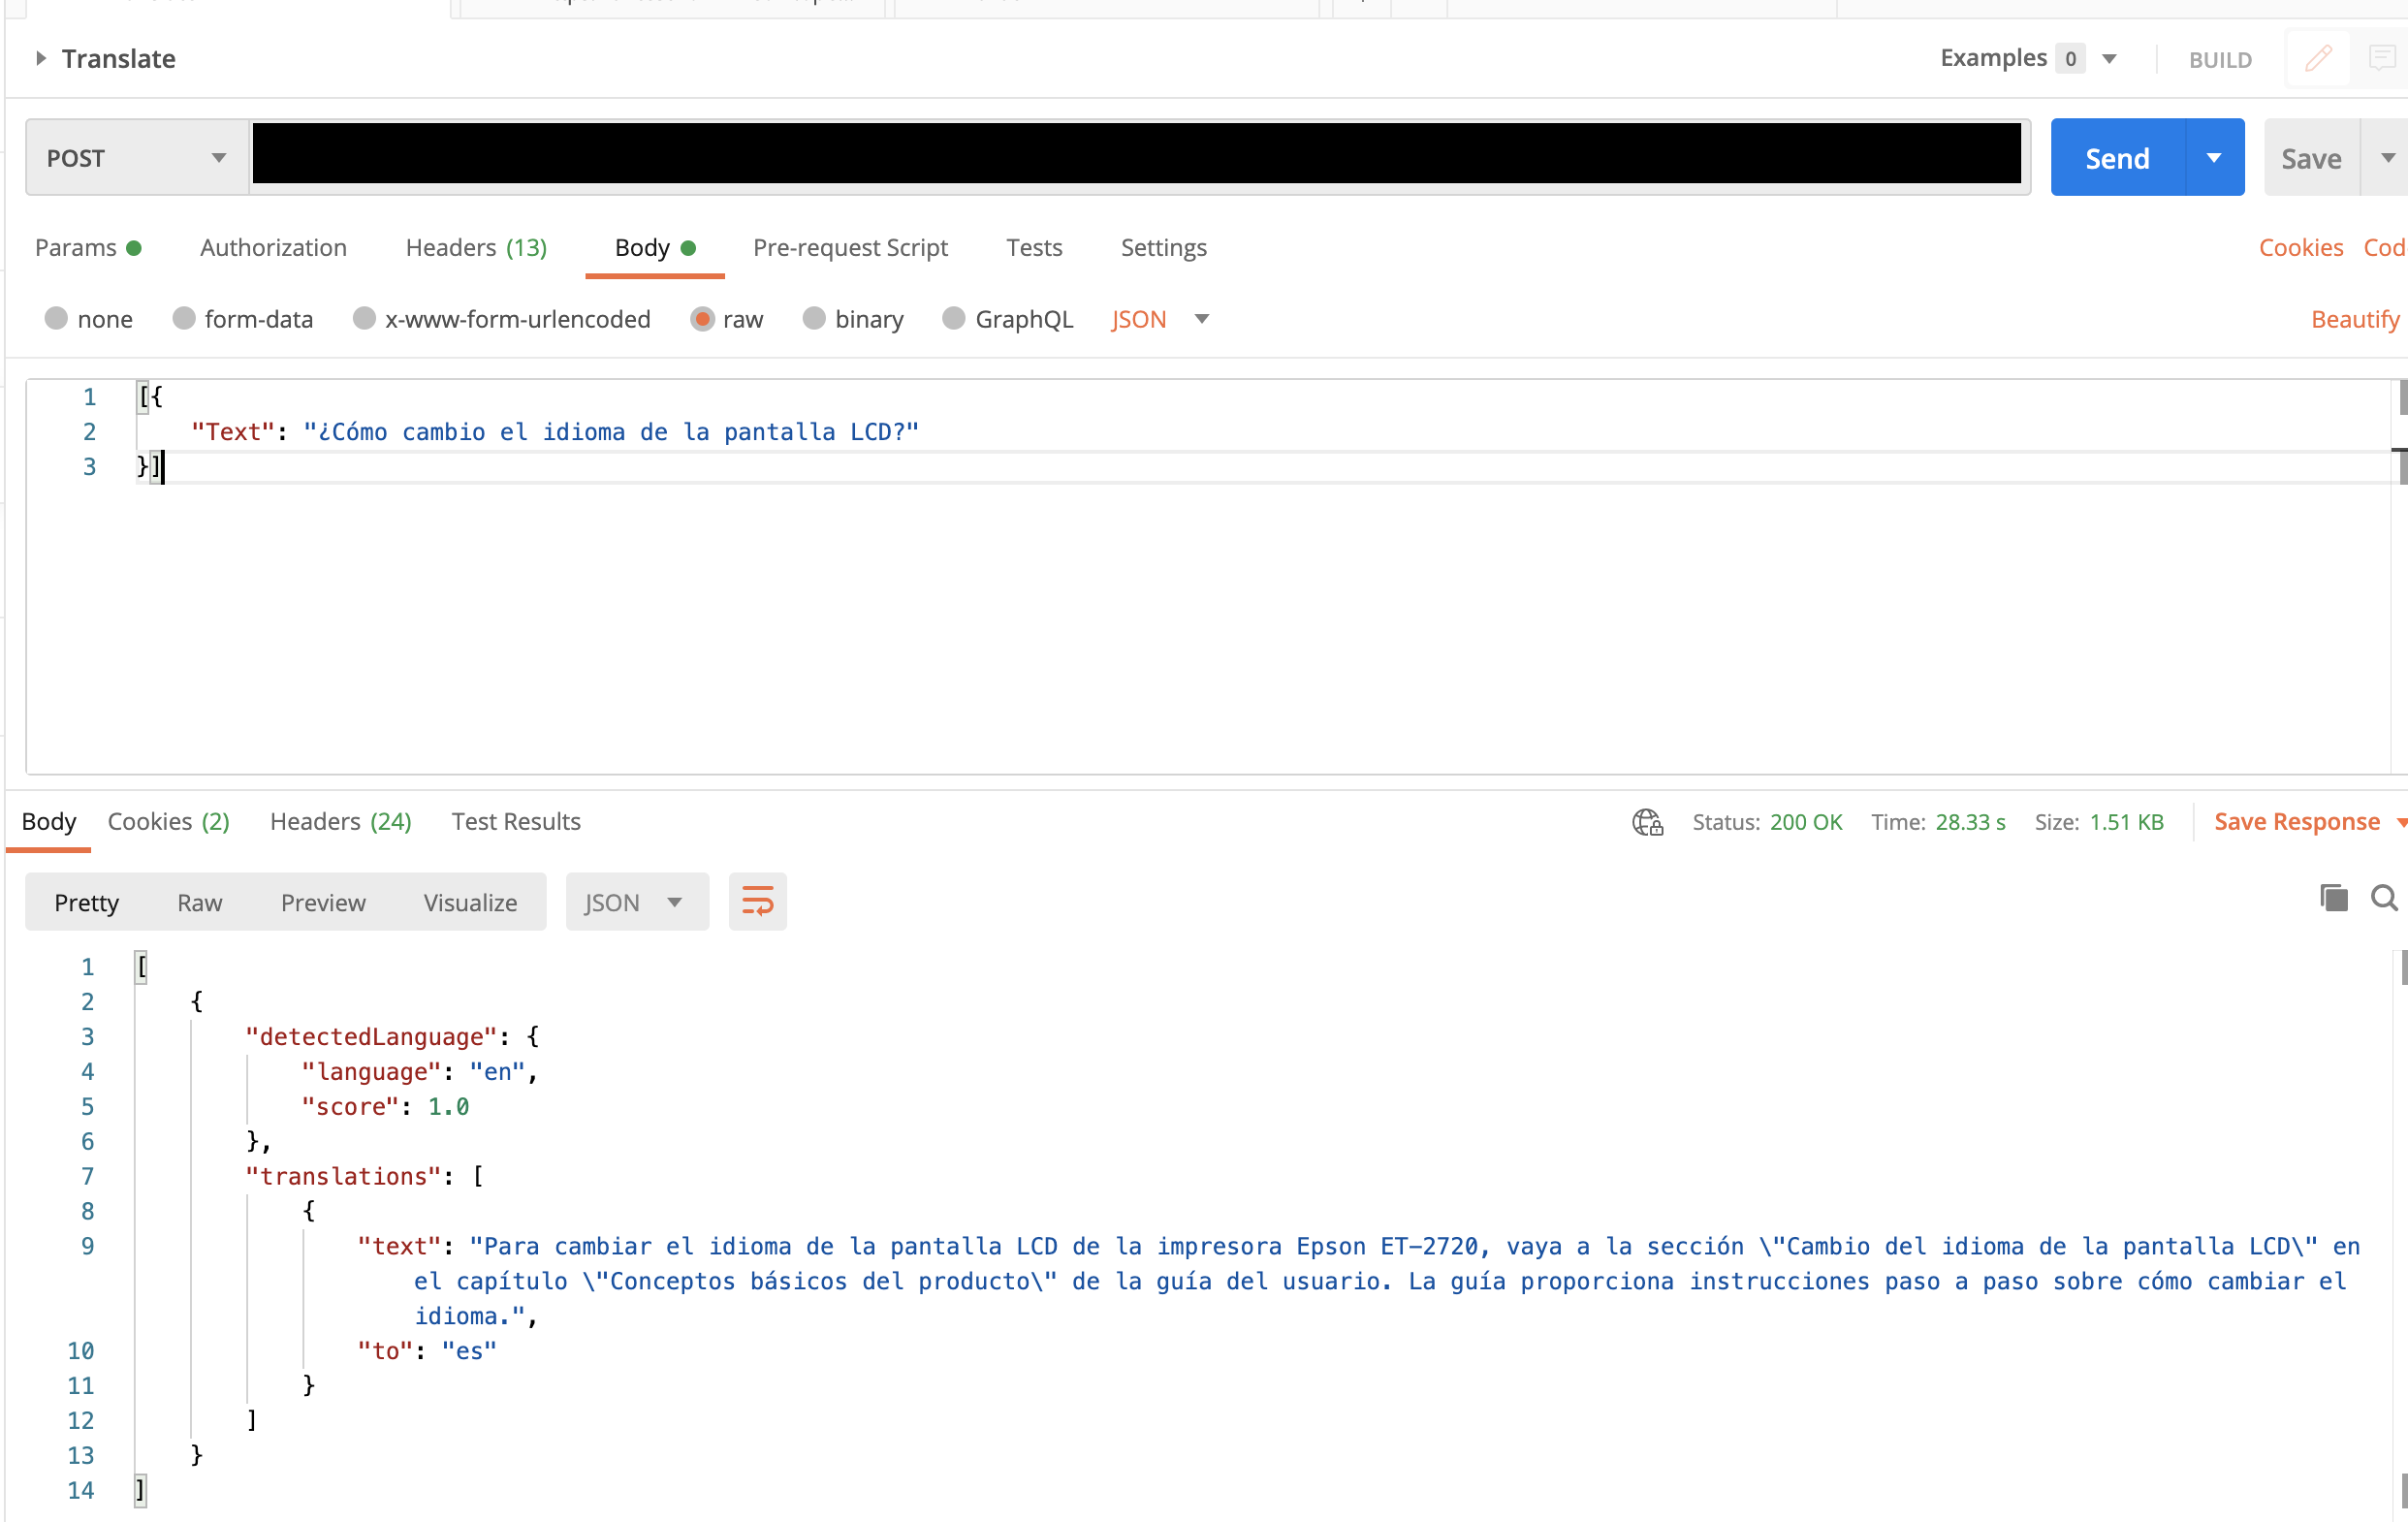 Translate
Examples 0
BUILD
POST
Send
Save
Params
Authorization
Headers (13)
Body
Pre-request Script
Tests
Settings
Cookies
Cod
none
form-data
x-www-form-urlencoded
raw
binary
GraphQL
JSON
Beautify
1 [{
2 "Text": "¿Cómo cambio el idioma de la pantalla LCD?"
3 }]
Body
Cookies (2)
Headers (24)
Test Results
Status: 200 OK
Time: 28.33 s
Size: 1.51 KB
Save Response
Pretty
Raw
Preview
Visualize
JSON
1 [
2 {
3 "detectedLanguage": {
4 "language": "en",
5 "score": 1.0
6 },
7 "translations": [
8 {
9 "text": "Para cambiar el idioma de la pantalla LCD de la impresora Epson ET-2720, vaya a la sección \"Cambio del idioma de la pantalla LCD\" en
el capítulo \"Conceptos básicos del producto\" de la guía del usuario. La guía proporciona instrucciones paso a paso sobre cómo cambiar el
idioma.",
10 "to": "es"
11 }
12 ]
13 }
14 ]